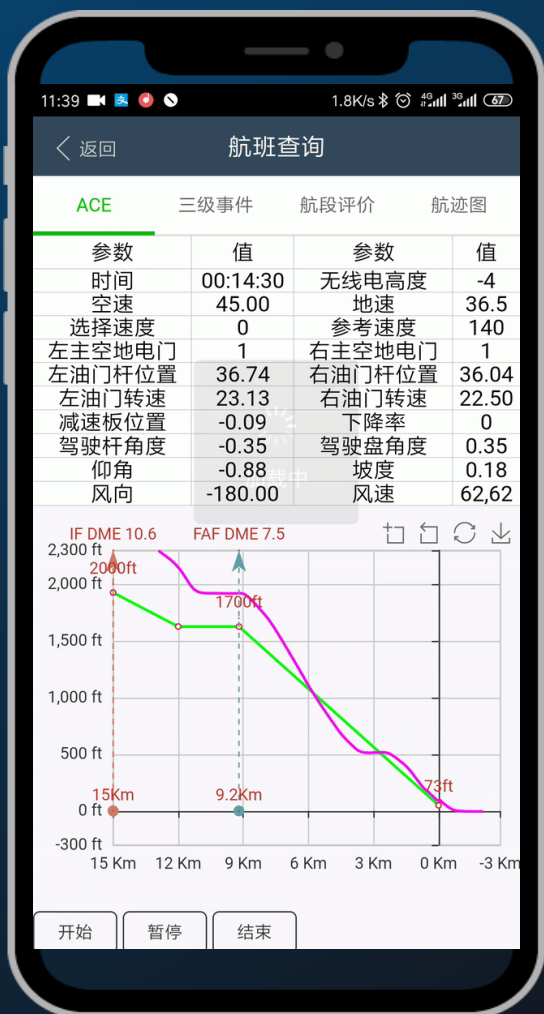 11:39 1.8K/s 4G 3G 67
返回 航班查询
ACE 三级事件 航段评价 航迹图
参数 值 参数 值
时间 00:14:30 无线电高度 -4
空速 45.00 地速 36.5
选择速度 0 参考速度 140
左主空地电门 1 右主空地电门 1
左油门杆位置 36.74 右油门杆位置 36.04
左油门转速 23.13 右油门转速 22.50
减速板位置 -0.09 下降率 0
驾驶杆角度 -0.35 驾驶盘角度 0.35
仰角 -0.88 坡度 0.18
风向 -180.00 风速 62,62
IF DME 10.6 FAF DME 7.5
2,300 ft
2000ft
2,000 ft
1700ft
1,500 ft
1,000 ft
500 ft
73ft
15Km 9.2Km
0 ft
-300 ft
15 Km 12 Km 9 Km 6 Km 3 Km 0 Km -3 Km
开始 暂停 结束